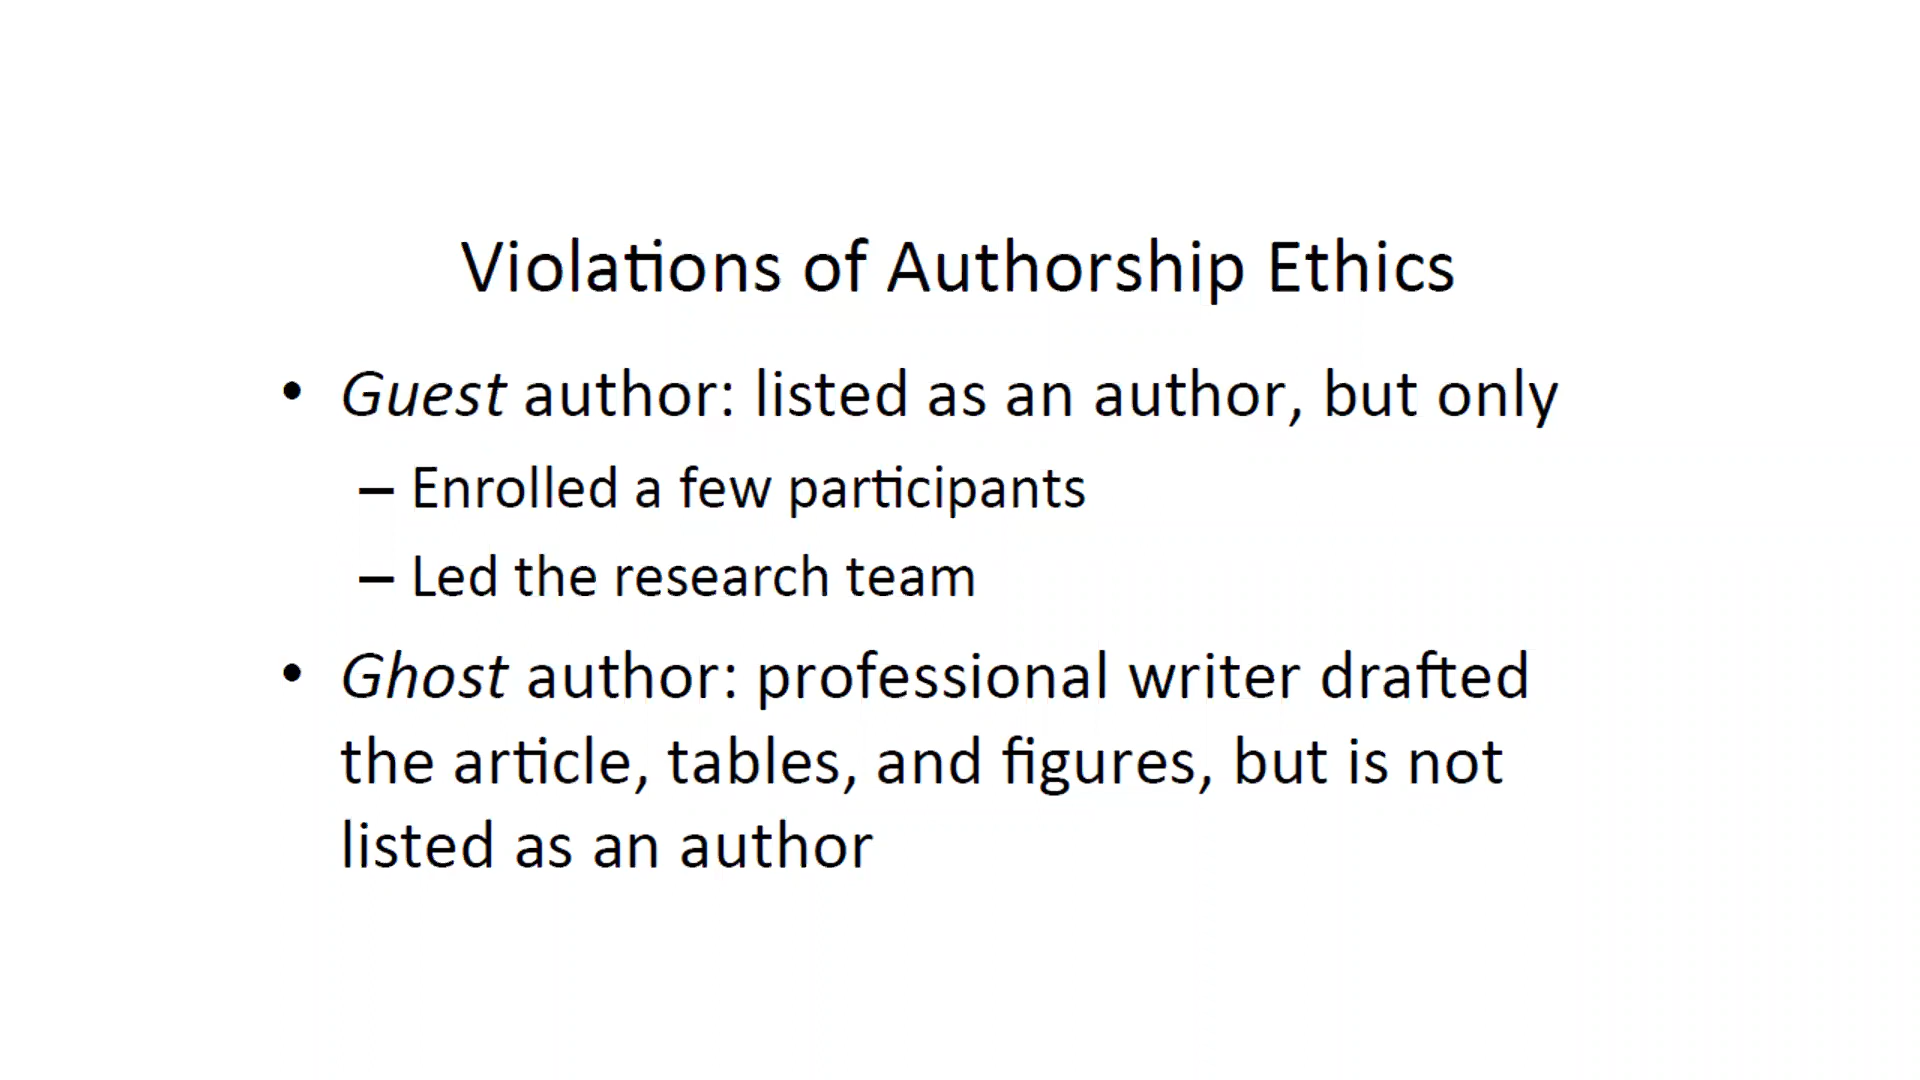 Violations of Authorship Ethics
• Guest author: listed as an author, but only
– Enrolled a few participants
– Led the research team
• Ghost author: professional writer drafted
the article, tables, and figures, but is not
listed as an author